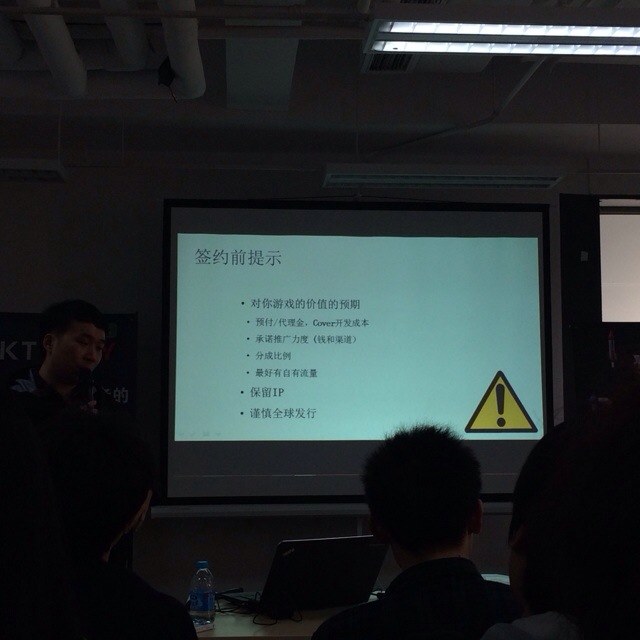 签约前提示
• 对你游戏的价值的预期
• 预付/代理金，Cover开发成本
• 承诺推广力度（钱和渠道）
• 分成比例
• 最好有自有流量
• 保留IP
• 谨慎全球发行
KT
的